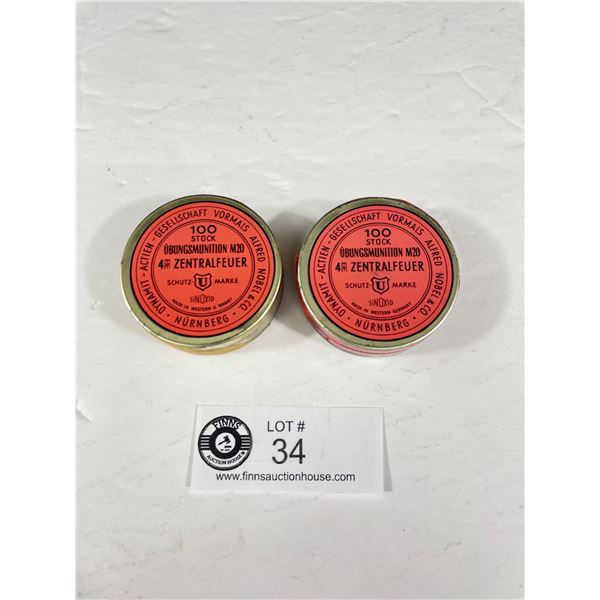 DYNAMIT - ACTIEN - GESELLSCHAFT VORMALS ALFRED NOBEL & CO. · NÜRNBERG ·
100
STÜCK
ÜBUNGSMUNITION M20
4mm ZENTRALFEUER
SCHUTZ- U MARKE
SINOXID
MADE IN WESTERN GERMANY
DYNAMIT - ACTIEN - GESELLSCHAFT VORMALS ALFRED NOBEL & CO. · NÜRNBERG ·
100
STÜCK
ÜBUNGSMUNITION M20
4mm ZENTRALFEUER
SCHUTZ- U MARKE
SINOXID
MADE IN WESTERN-GERMANY
FINNS
AUCTION HOUSE
LOT #
34
www.finnsauctionhouse.com